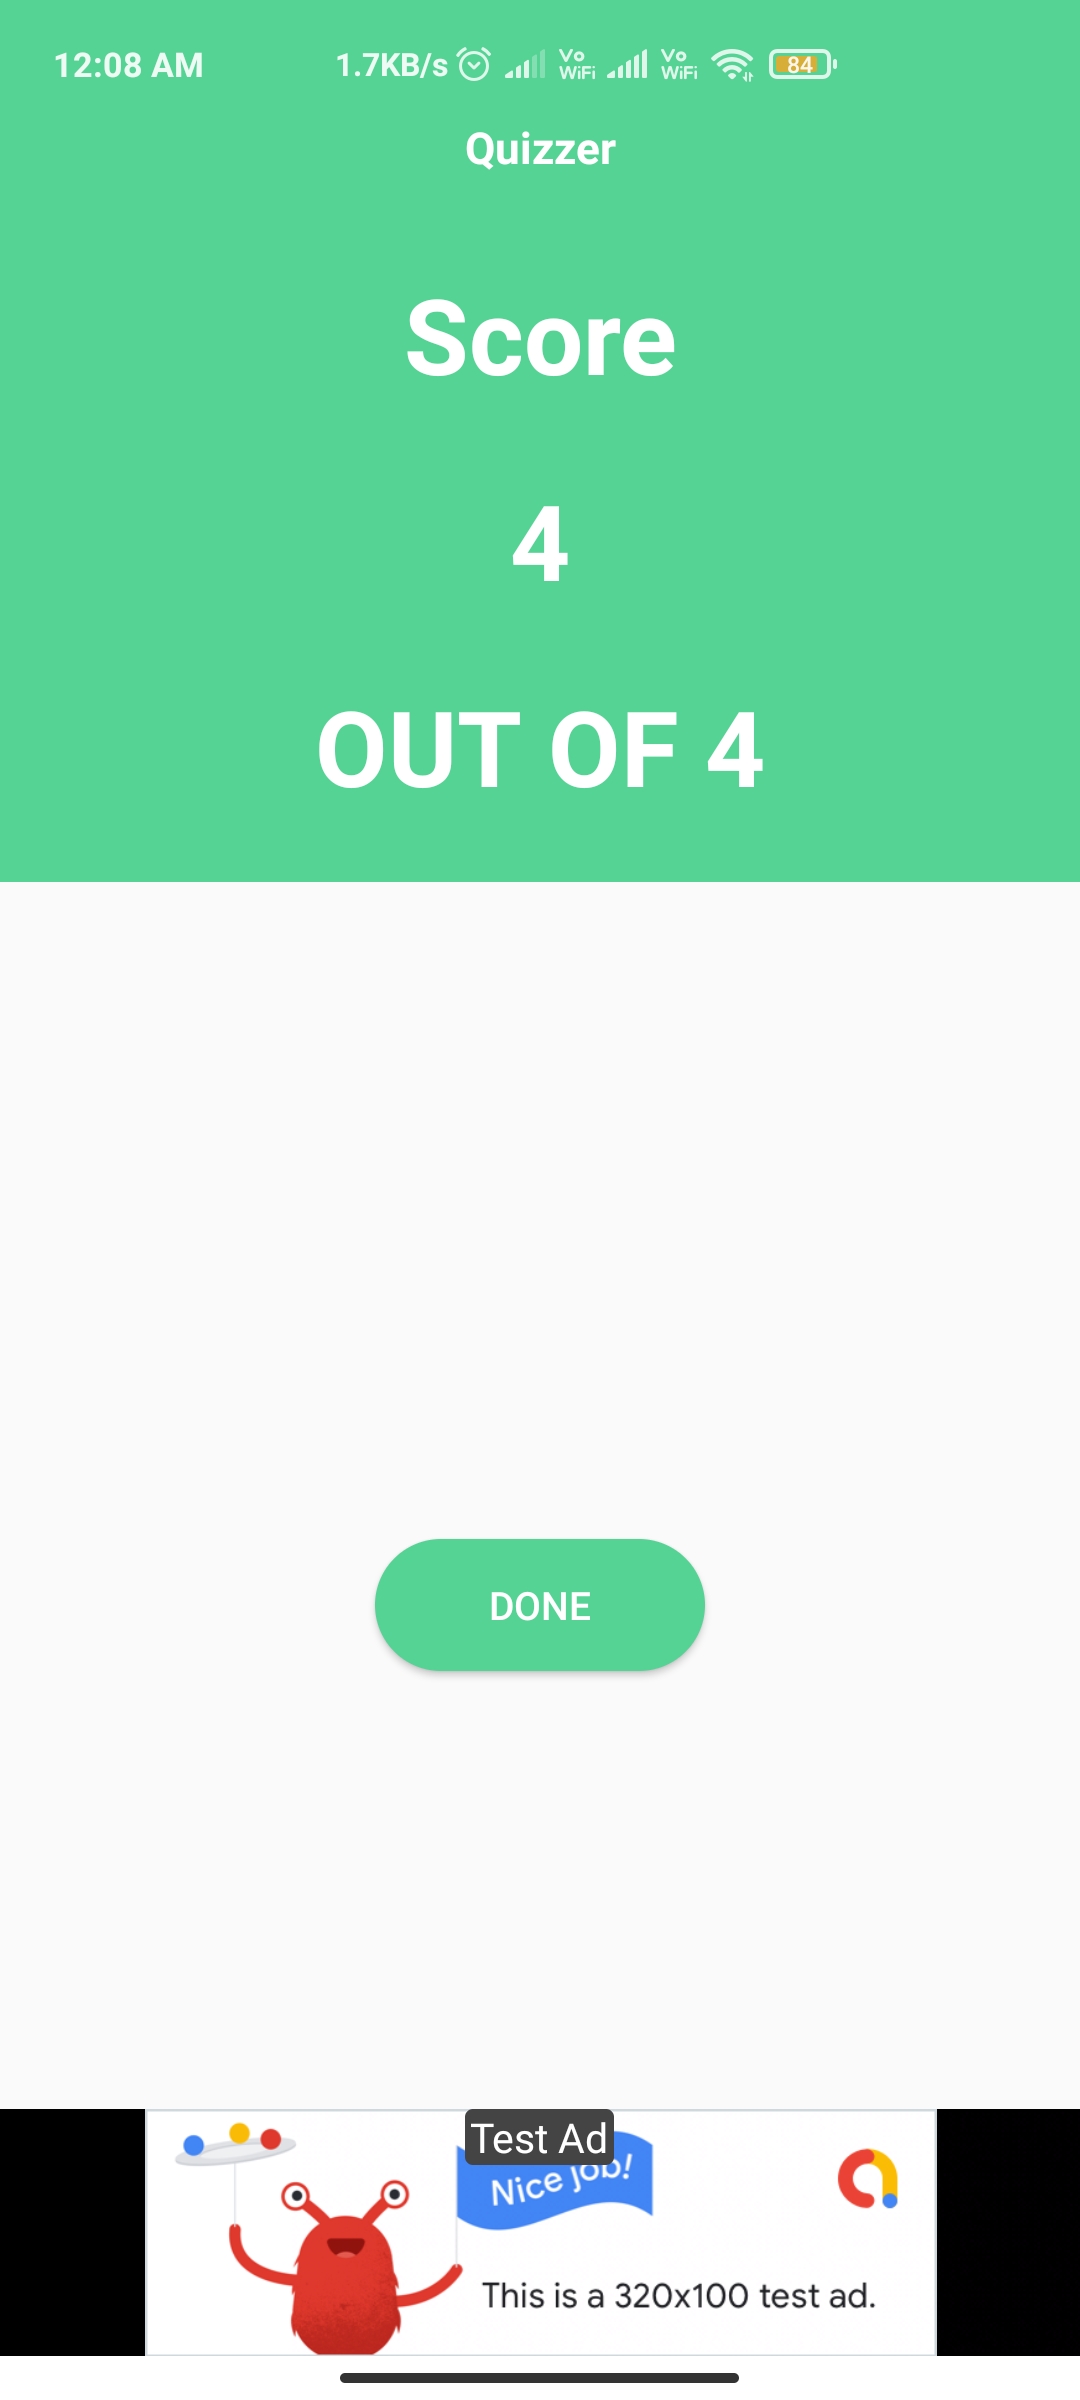 12:08 AM 1.7KB/s Vo WiFi Vo WiFi 84
Quizzer
Score
4
OUT OF 4
DONE
Test Ad
Nice job!
This is a 320x100 test ad.